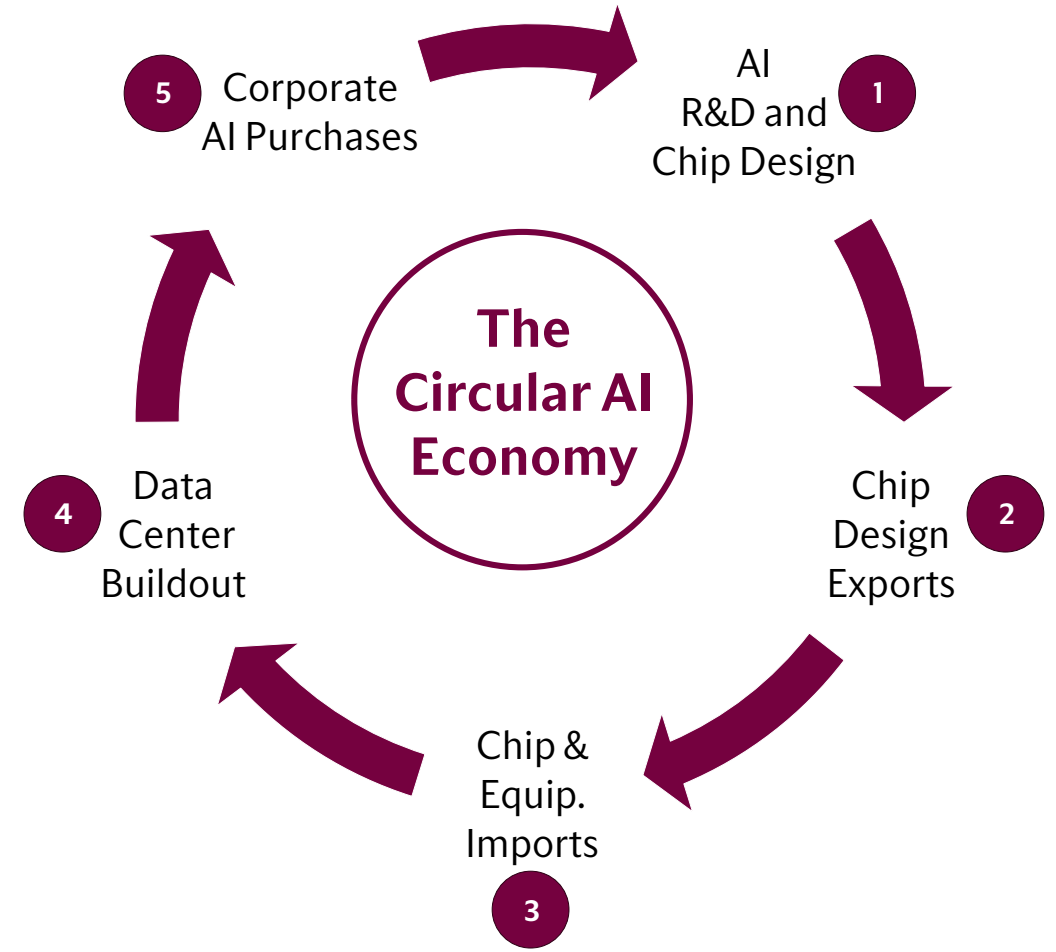 The
Circular AI
Economy
1
AI
R&D and
Chip Design
2
Chip
Design
Exports
3
Chip &
Equip.
Imports
4
Data
Center
Buildout
5
Corporate
AI Purchases